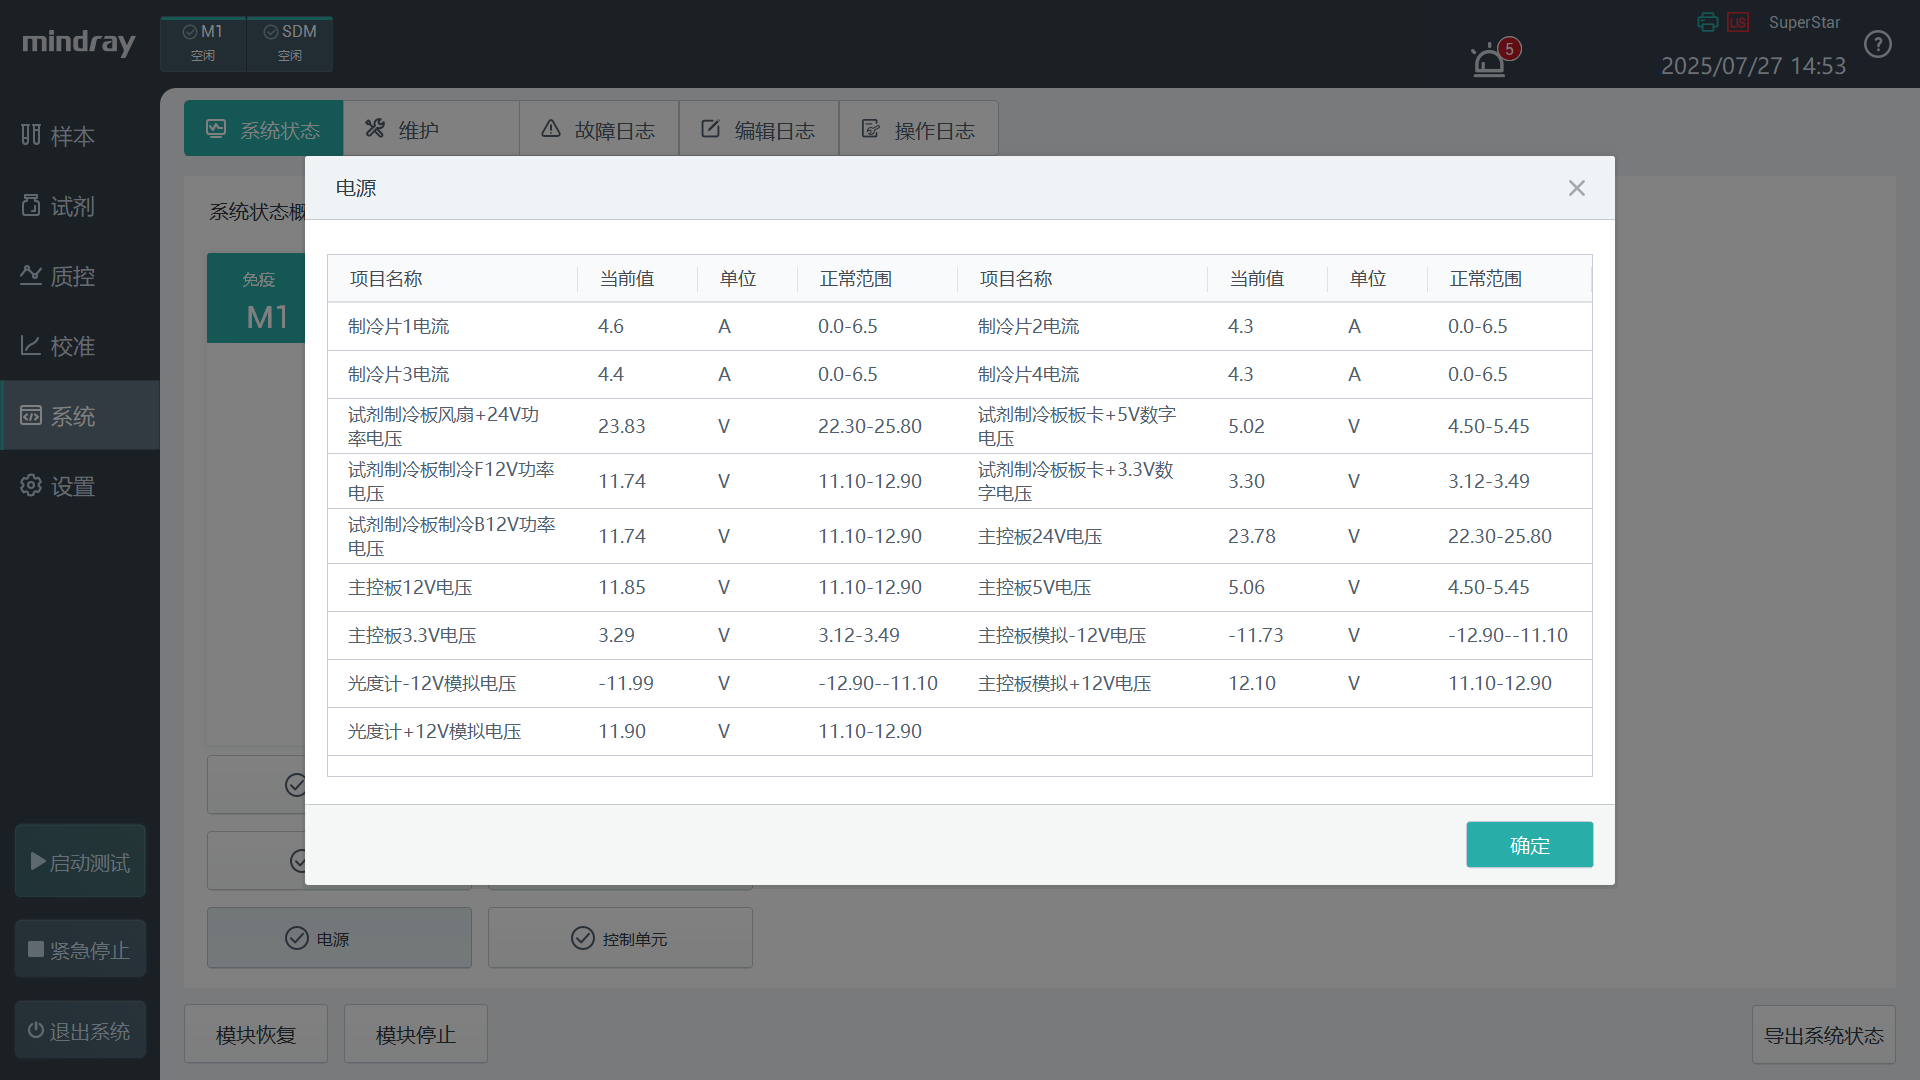 mindray
M1
空闲
SDM
空闲
5
LIS
SuperStar
2025/07/27 14:53
样本
试剂
质控
校准
系统
设置
启动测试
紧急停止
退出系统
系统状态
维护
故障日志
编辑日志
操作日志
系统状态概
免疫
M1
电源
项目名称 当前值 单位 正常范围 项目名称 当前值 单位 正常范围
制冷片1电流 4.6 A 0.0-6.5 制冷片2电流 4.3 A 0.0-6.5
制冷片3电流 4.4 A 0.0-6.5 制冷片4电流 4.3 A 0.0-6.5
试剂制冷板风扇+24V功
率电压 23.83 V 22.30-25.80 试剂制冷板板卡+5V数字
电压 5.02 V 4.50-5.45
试剂制冷板制冷F12V功率
电压 11.74 V 11.10-12.90 试剂制冷板板卡+3.3V数
字电压 3.30 V 3.12-3.49
试剂制冷板制冷B12V功率
电压 11.74 V 11.10-12.90 主控板24V电压 23.78 V 22.30-25.80
主控板12V电压 11.85 V 11.10-12.90 主控板5V电压 5.06 V 4.50-5.45
主控板3.3V电压 3.29 V 3.12-3.49 主控板模拟-12V电压 -11.73 V -12.90--11.10
光度计-12V模拟电压 -11.99 V -12.90--11.10 主控板模拟+12V电压 12.10 V 11.10-12.90
光度计+12V模拟电压 11.90 V 11.10-12.90
确定
电源
控制单元
模块恢复
模块停止
导出系统状态